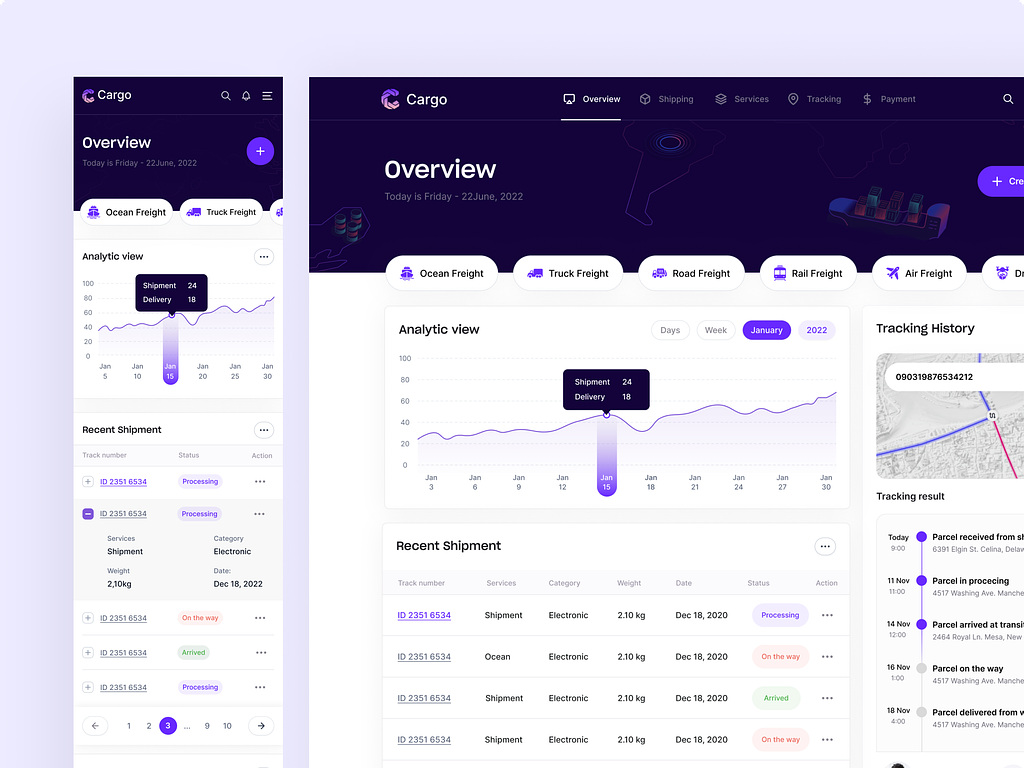 Cargo
Overview
Today is Friday - 22June, 2022
Ocean Freight
Truck Freight
Analytic view
Shipment 24
Delivery 18
100
80
60
40
20
0
Jan 5
Jan 10
Jan 15
Jan 20
Jan 25
Jan 30
Recent Shipment
Track number Status Action
ID 2351 6534 Processing
ID 2351 6534 Processing
Services Category
Shipment Electronic
Weight Date:
2,10kg Dec 18, 2022
ID 2351 6534 On the way
ID 2351 6534 Arrived
ID 2351 6534 Processing
1 2 3 ... 9 10
Cargo
Overview Shipping Services Tracking Payment
Overview
Today is Friday - 22June, 2022
Cre
Ocean Freight
Truck Freight
Road Freight
Rail Freight
Air Freight
Dr
Analytic view
Days Week January 2022
Shipment 24
Delivery 18
100
80
60
40
20
0
Jan 3
Jan 6
Jan 9
Jan 12
Jan 15
Jan 18
Jan 21
Jan 24
Jan 27
Jan 30
Recent Shipment
Track number Services Category Weight Date Status Action
ID 2351 6534 Shipment Electronic 2.10 kg Dec 18, 2020 Processing
ID 2351 6534 Ocean Electronic 2.10 kg Dec 18, 2020 On the way
ID 2351 6534 Shipment Electronic 2.10 kg Dec 18, 2020 Arrived
ID 2351 6534 Shipment Electronic 2.10 kg Dec 18, 2020 On the way
Tracking History
090319876534212
Tracking result
Today Parcel received from sh
9:00 6391 Elgin St. Celina, Delaw
11 Nov Parcel in procecing
11:00 4517 Washing Ave. Manche
14 Nov Parcel arrived at transit
12:00 2464 Royal Ln. Mesa, New
16 Nov Parcel on the way
1:00 4517 Washing Ave. Manche
18 Nov Parcel delivered from w
4:00 4517 Washing Ave. Manche